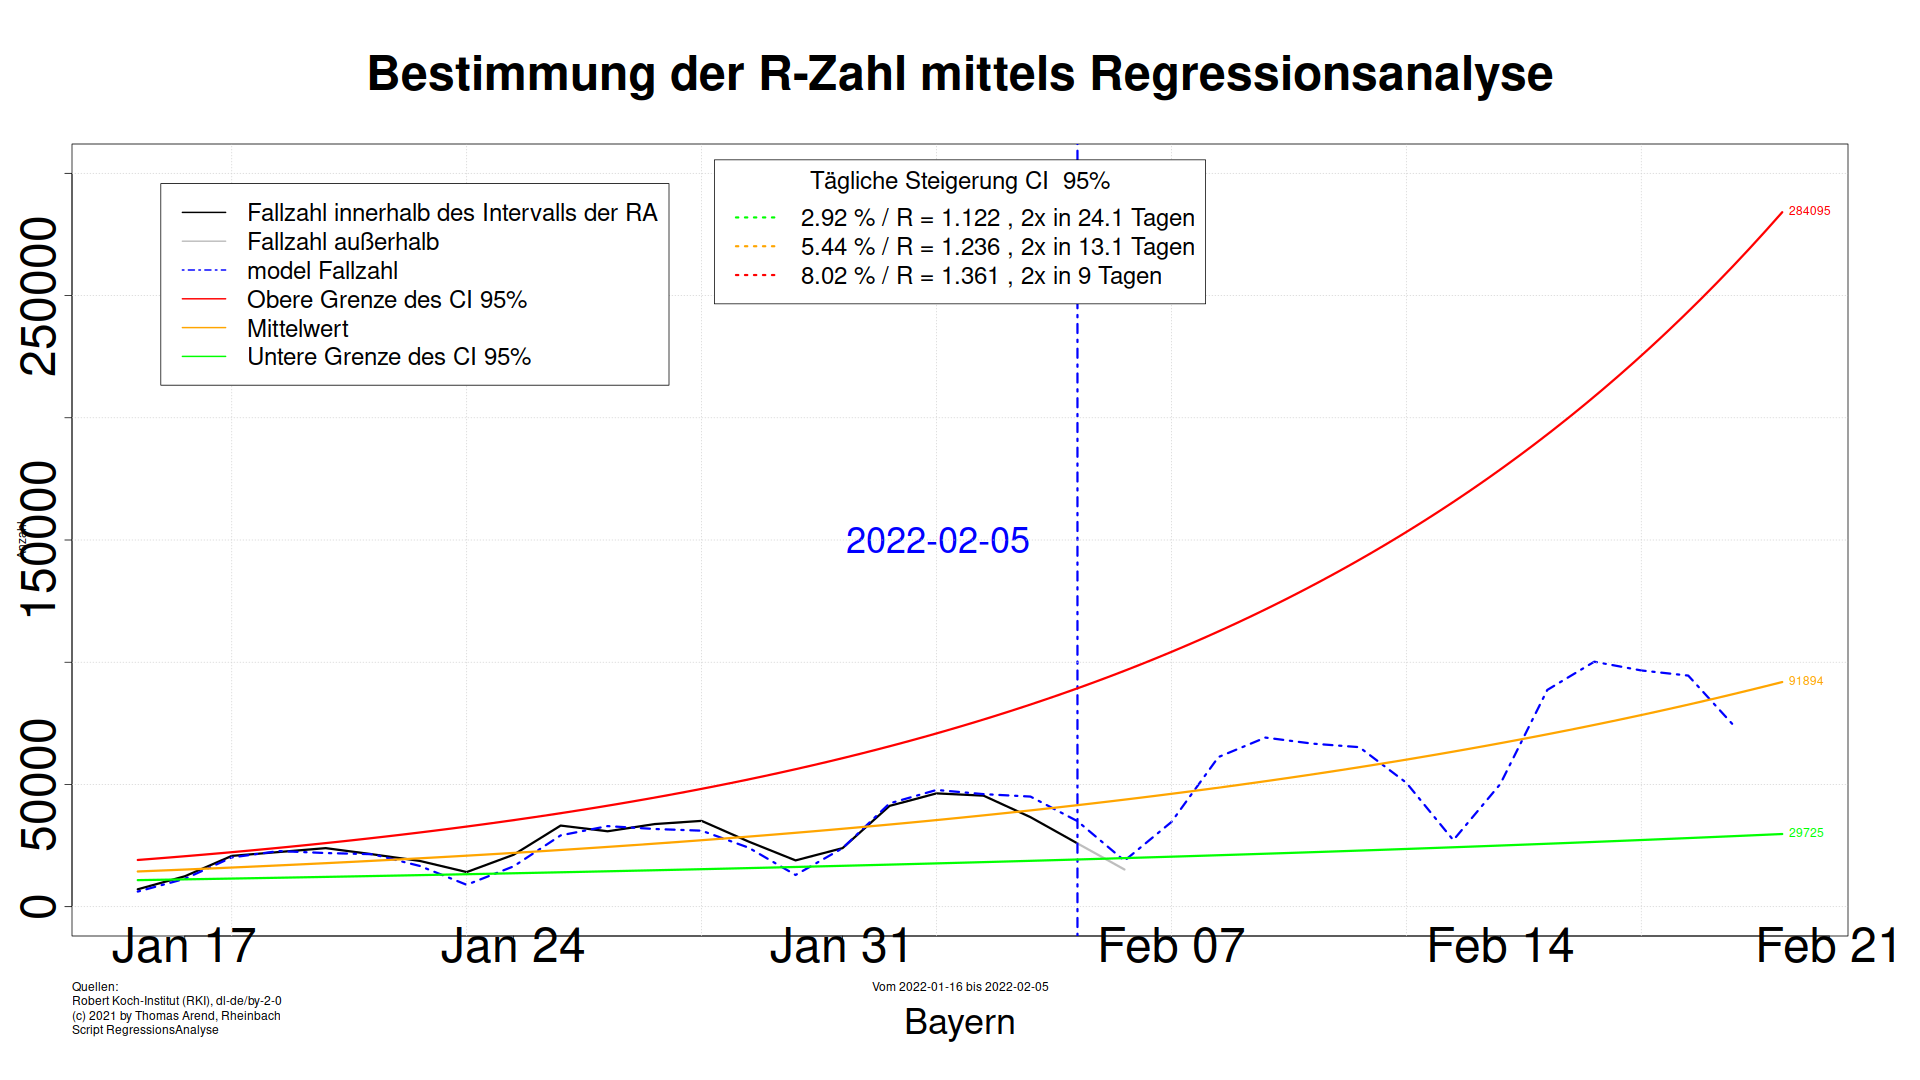 Bestimmung der R-Zahl mittels Regressionsanalyse
Fallzahl innerhalb des Intervalls der RA
Fallzahl außerhalb
model Fallzahl
Obere Grenze des CI 95%
Mittelwert
Untere Grenze des CI 95%
Tägliche Steigerung CI 95%
2.92 % / R = 1.122 , 2x in 24.1 Tagen
5.44 % / R = 1.236 , 2x in 13.1 Tagen
8.02 % / R = 1.361 , 2x in 9 Tagen
284095
250000
2022-02-05
150000
Anzahl
91894
50000
29725
0
Jan 17 Jan 24 Jan 31 Feb 07 Feb 14 Feb 21
Quellen:
Robert Koch-Institut (RKI), dl-de/by-2-0
(c) 2021 by Thomas Arend, Rheinbach
Script RegressionsAnalyse
Vom 2022-01-16 bis 2022-02-05
Bayern